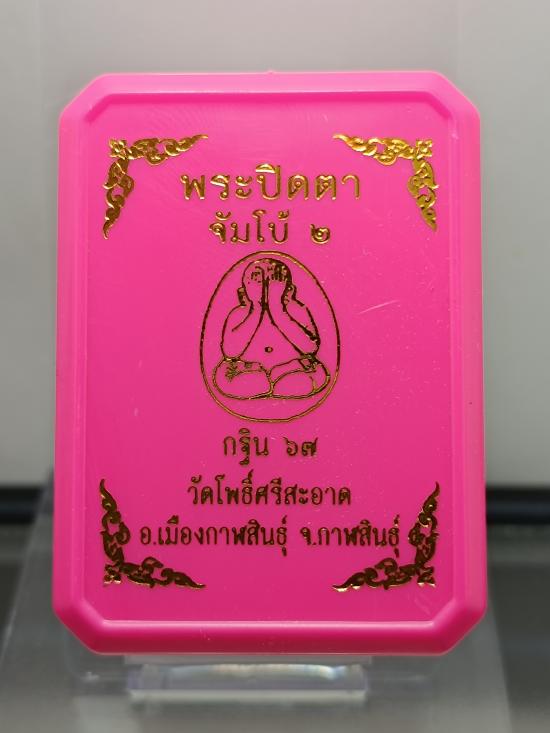 พระปิดตา
จัมโบ้ ๒
กฐิน ๖๗
วัดโพธิ์ศรีสะอาด
อ.เมืองกาฬสินธุ์ จ.กาฬสินธุ์